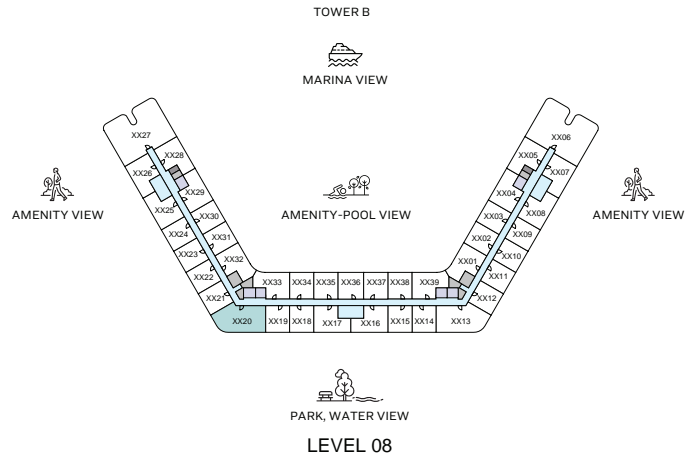 TOWER B
MARINA VIEW
XX27
XX06
XX28
XX05
XX26
XX07
XX29
XX04
XX25
XX08
XX30
XX03
XX24
XX09
XX31
XX02
XX23
XX10
XX32
XX01
XX22
XX11
XX21
XX12
XX33 XX34 XX35 XX36 XX37 XX38 XX39
XX20 XX19 XX18 XX17 XX16 XX15 XX14 XX13
AMENITY VIEW
AMENITY-POOL VIEW
AMENITY VIEW
PARK, WATER VIEW
LEVEL 08